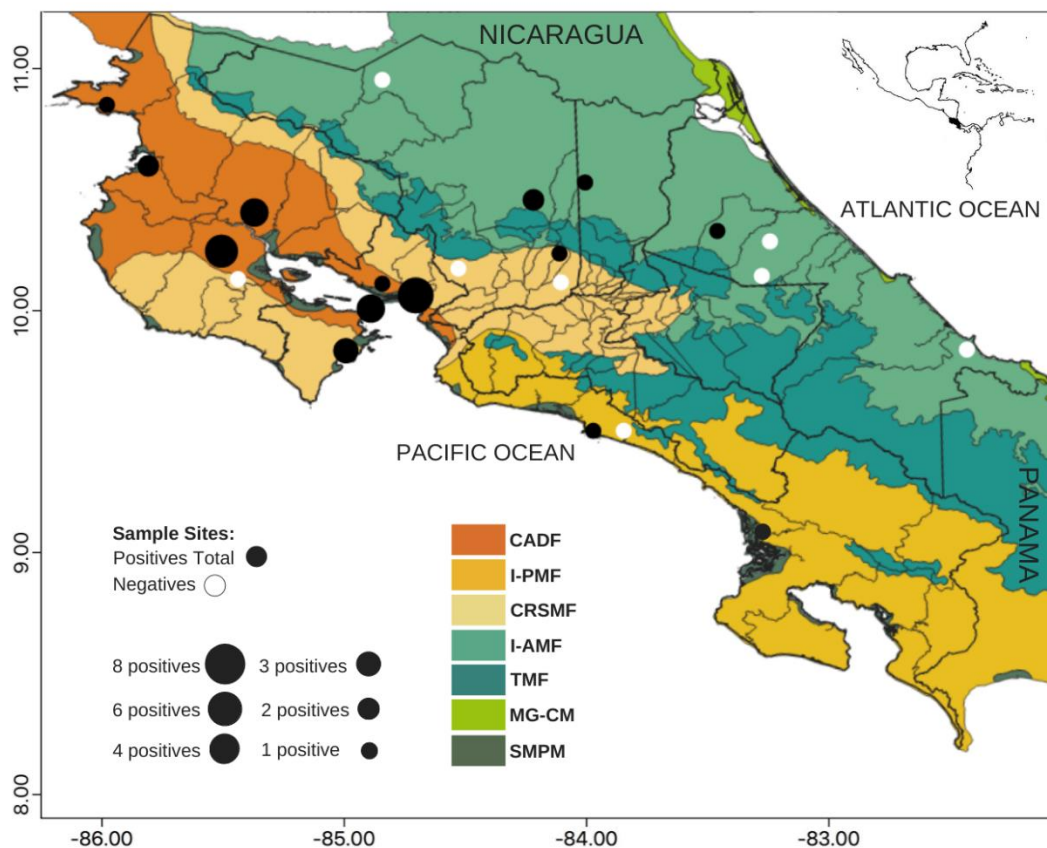 NICARAGUA
11.00
ATLANTIC OCEAN
10.00
PACIFIC OCEAN
PANAMA
9.00
Sample Sites:
Positives Total
Negatives
8 positives
3 positives
6 positives
2 positives
4 positives
1 positive
CADF
I-PMF
CRSMF
I-AMF
TMF
MG-CM
SMPM
8.00
-86.00
-85.00
-84.00
-83.00